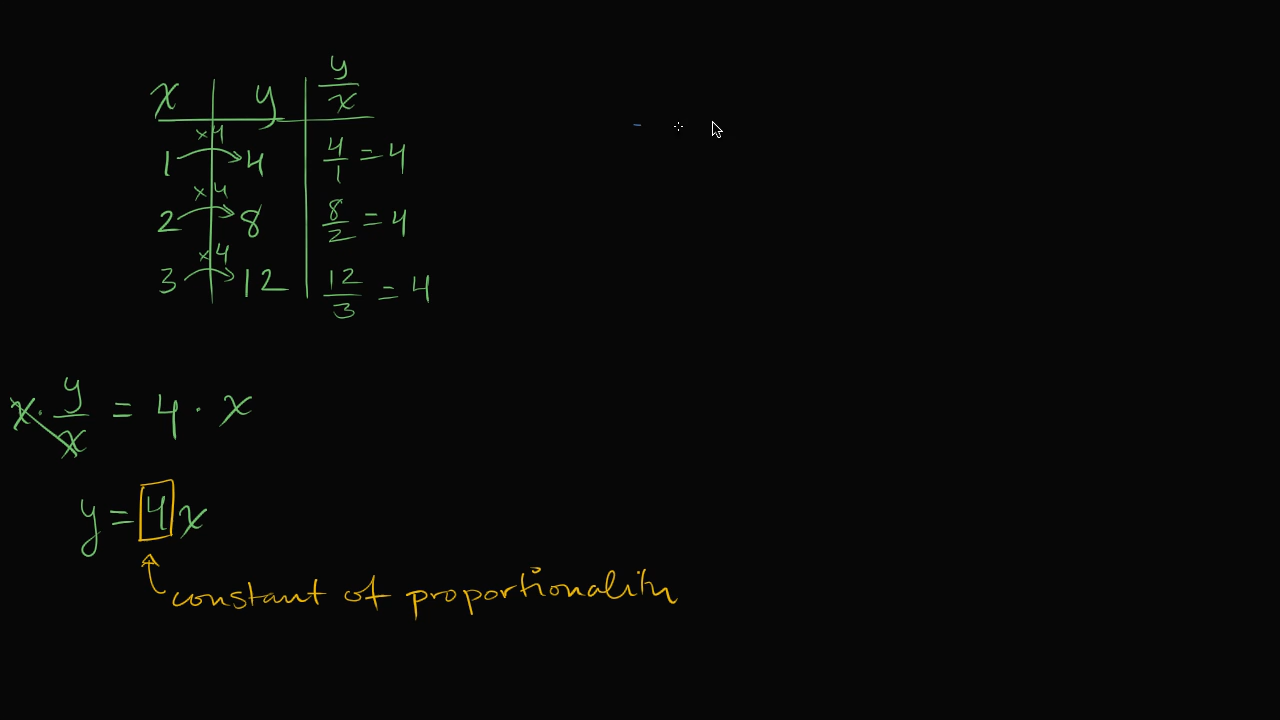 x y y/x
×4
1 4 4/1 = 4
×4
2 8 8/2 = 4
×4
3 12 12/3 = 4
x · y/x = 4 · x
y = 4x
constant of proportionality